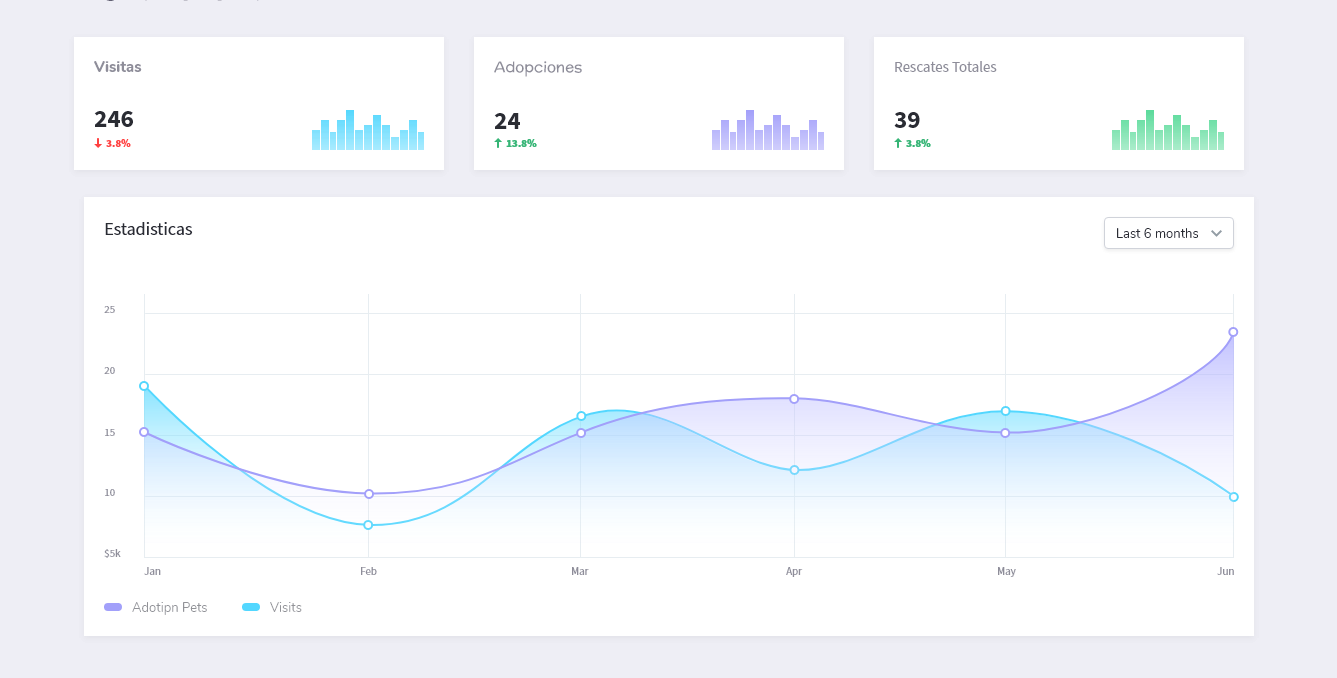 Visitas
246
↓ 3.8%
Adopciones
24
↑ 13.8%
Rescates Totales
39
↑ 3.8%
Estadisticas
Last 6 months
25
20
15
10
$5k
Jan Feb Mar Apr May Jun
Adotipn Pets Visits